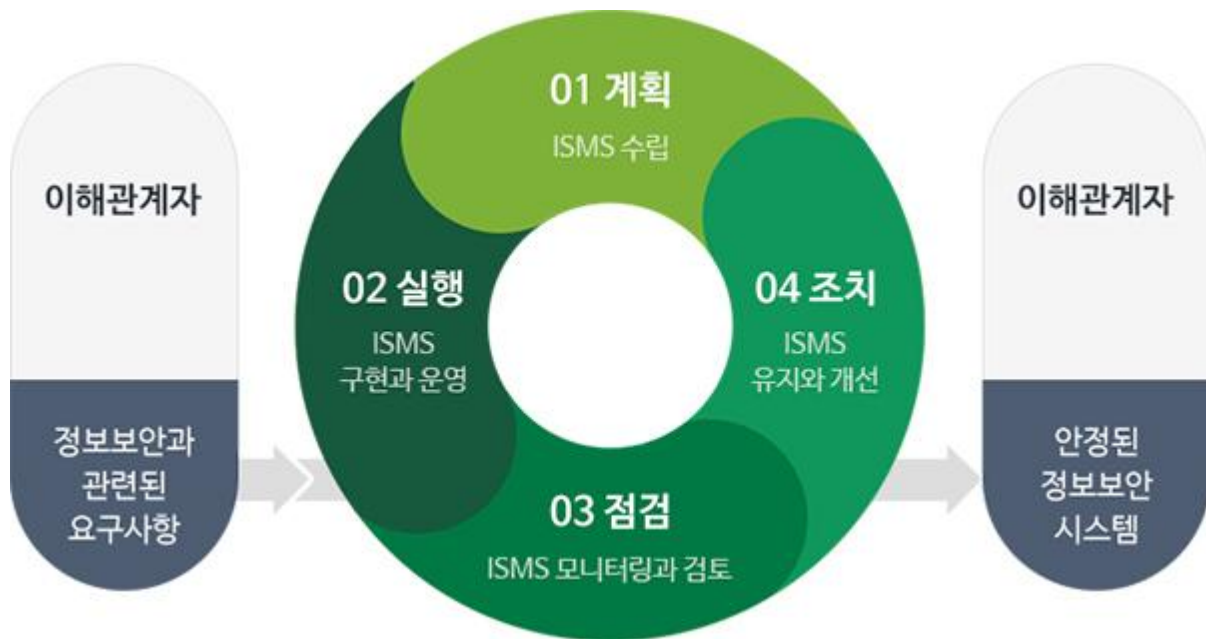 이해관계자
정보보안과
관련된
요구사항
01 계획
ISMS 수립
02 실행
ISMS
구현과 운영
03 점검
ISMS 모니터링과 검토
04 조치
ISMS
유지와 개선
이해관계자
안정된
정보보안
시스템